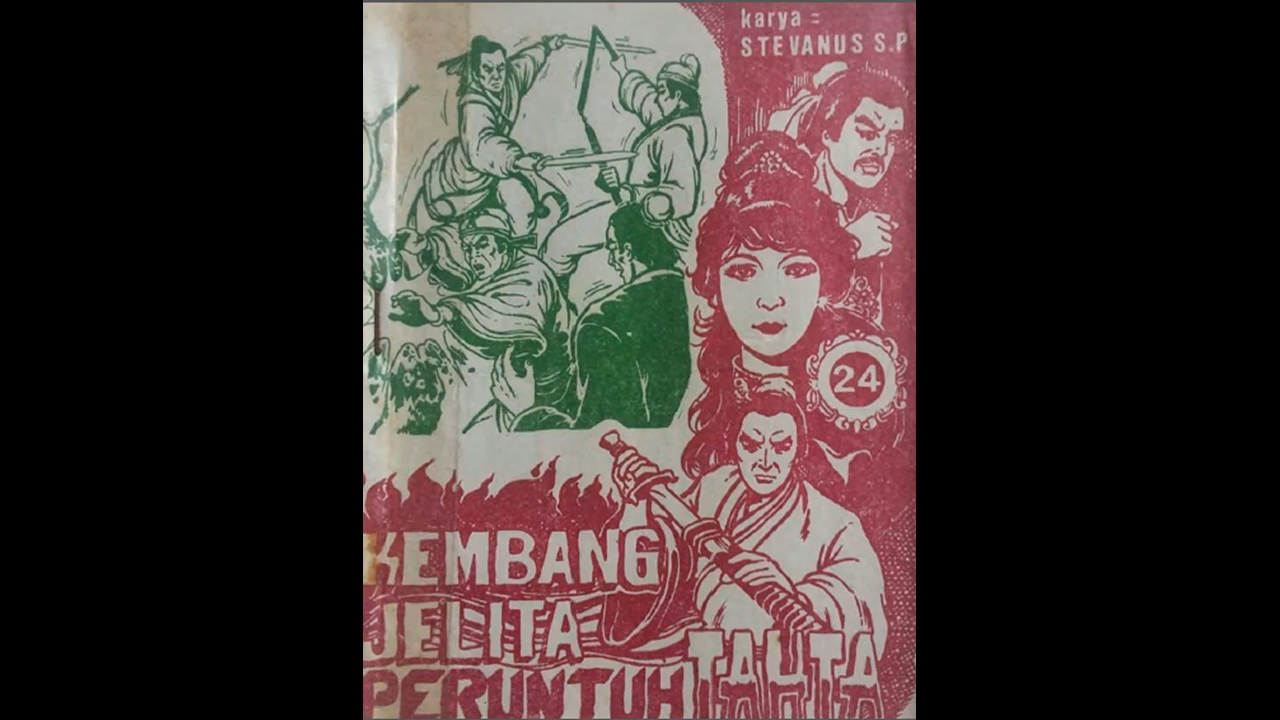 karya =
STEVANUS S.P
24
KEMBANG
JELITA
PERUNTUH TAHTA